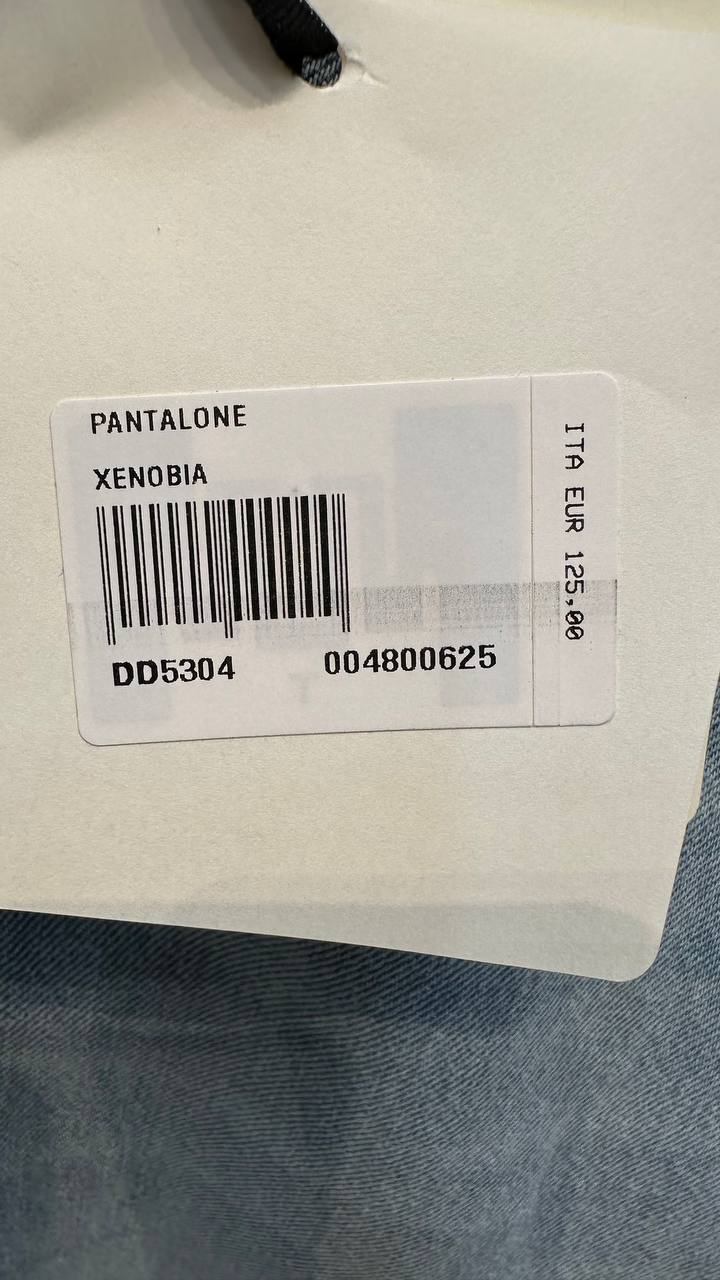 PANTALONE
XENOBIA
DD5304 004800625
ITA EUR 125,00